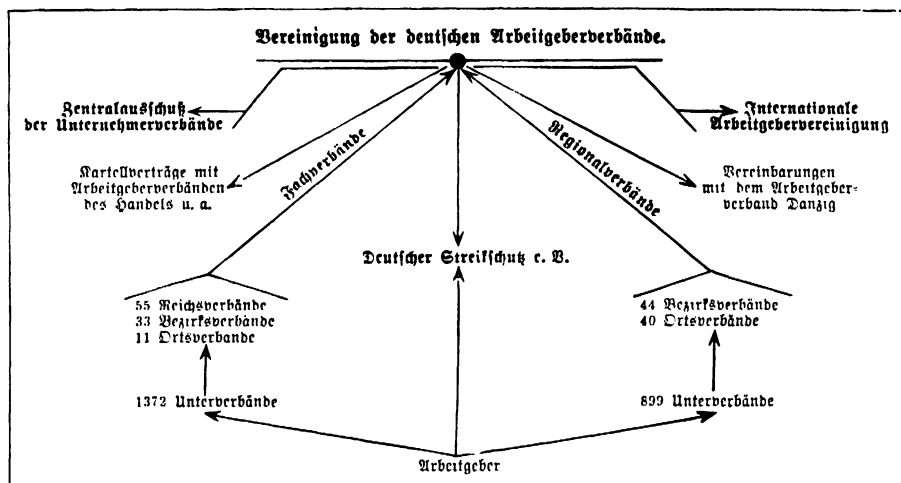 Vereinigung der deutschen Arbeitgeberverbände.
Zentralausschuß
der Unternehmerverbände
Internationale
Arbeitgebervereinigung
Kartellverträge mit
Arbeitgeberverbänden
des Handels u. a.
Fachverbände
Regionalverbände
Vereinbarungen
mit dem Arbeitgeber-
verband Danzig
Deutscher Streikschutz e. V.
55 Reichsverbände
33 Bezirksverbände
11 Ortsverbande
44 Bezirksverbände
40 Ortsverbände
1372 Unterverbände
899 Unterverbände
Arbeitgeber